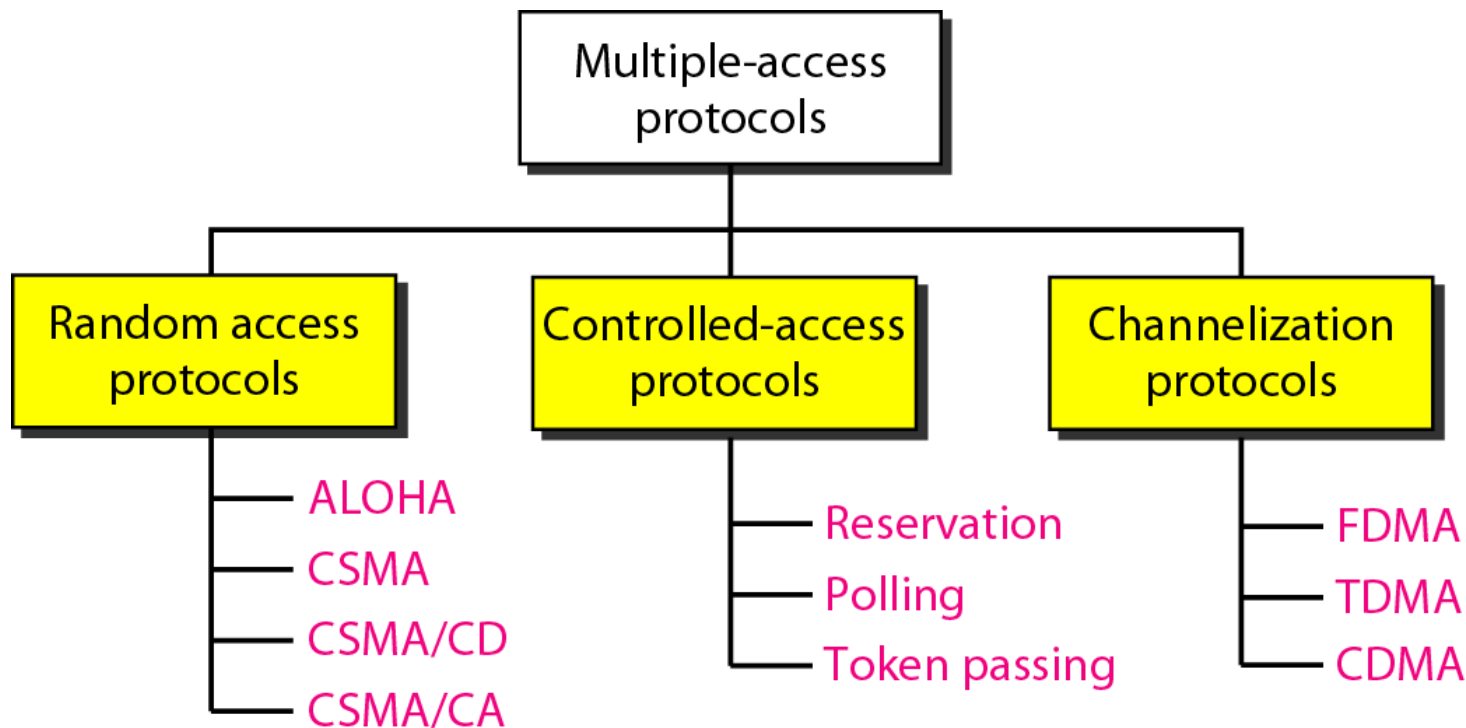 Multiple-access
protocols
Random access
protocols
Controlled-access
protocols
Channelization
protocols
ALOHA
CSMA
CSMA/CD
CSMA/CA
Reservation
Polling
Token passing
FDMA
TDMA
CDMA